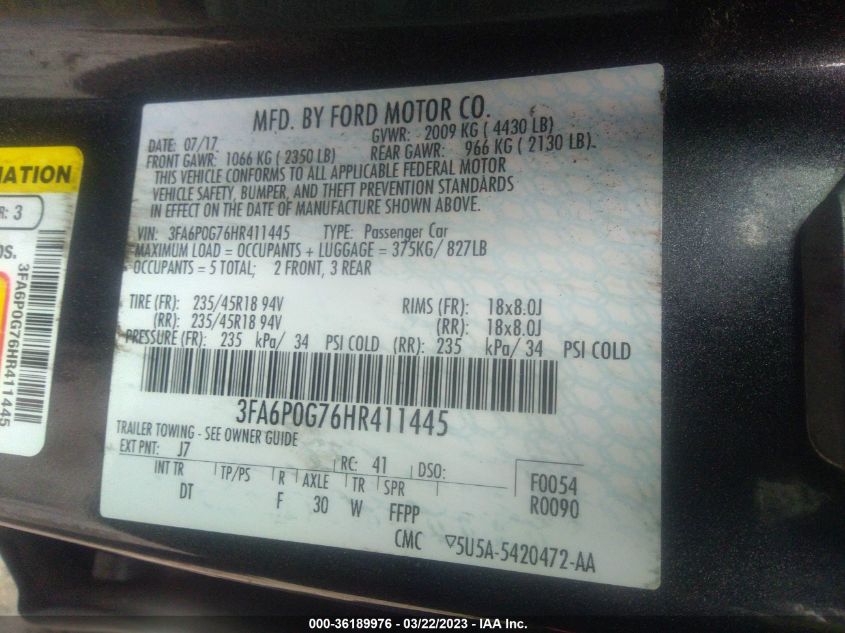 MFD. BY FORD MOTOR CO.
DATE: 07/17 GVWR: 2009 KG ( 4430 LB)
FRONT GAWR: 1066 KG ( 2350 LB) REAR GAWR: 966 KG ( 2130 LB).
THIS VEHICLE CONFORMS TO ALL APPLICABLE FEDERAL MOTOR
VEHICLE SAFETY, BUMPER, AND THEFT PREVENTION STANDARDS
IN EFFECT ON THE DATE OF MANUFACTURE SHOWN ABOVE.
VIN: 3FA6P0G76HR411445 TYPE: Passenger Car
MAXIMUM LOAD = OCCUPANTS + LUGGAGE = 375KG/ 827LB
OCCUPANTS = 5 TOTAL; 2 FRONT, 3 REAR
TIRE (FR): 235/45R18 94V RIMS (FR): 18x8.0J
(RR): 235/45R18 94V (RR): 18x8.0J
PRESSURE (FR): 235 kPa/ 34 PSI COLD (RR): 235 kPa/ 34 PSI COLD
3FA6P0G76HR411445
TRAILER TOWING - SEE OWNER GUIDE
EXT PNT: J7 RC: 41 DSO:
INT TR TP/PS R AXLE TR SPR F0054
DT F 30 W FFPP R0090
CMC ▽5U5A-5420472-AA
MATION
R: 3
OS.
3FA6P0G76HR411445
000-36189976 - 03/22/2023 - IAA Inc.